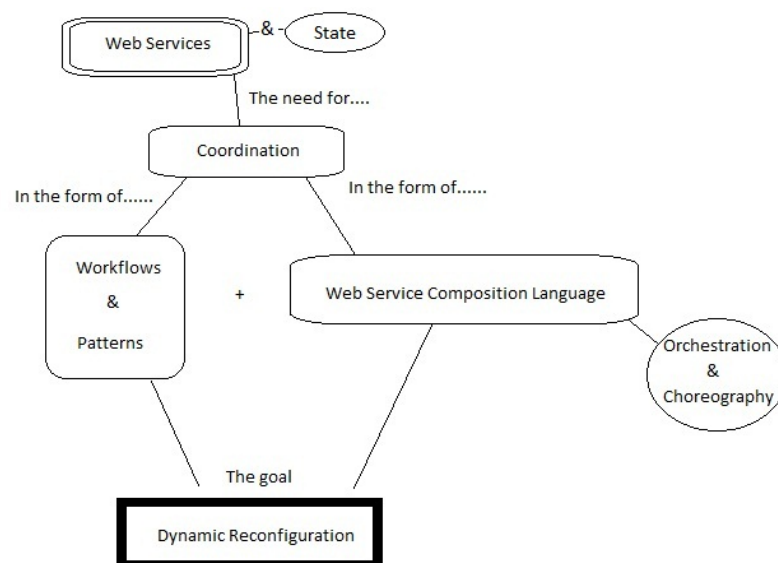 Web Services
&
State
The need for....
Coordination
In the form of......
In the form of......
Workflows
&
Patterns
+
Web Service Composition Language
Orchestration
&
Choreography
The goal
Dynamic Reconfiguration